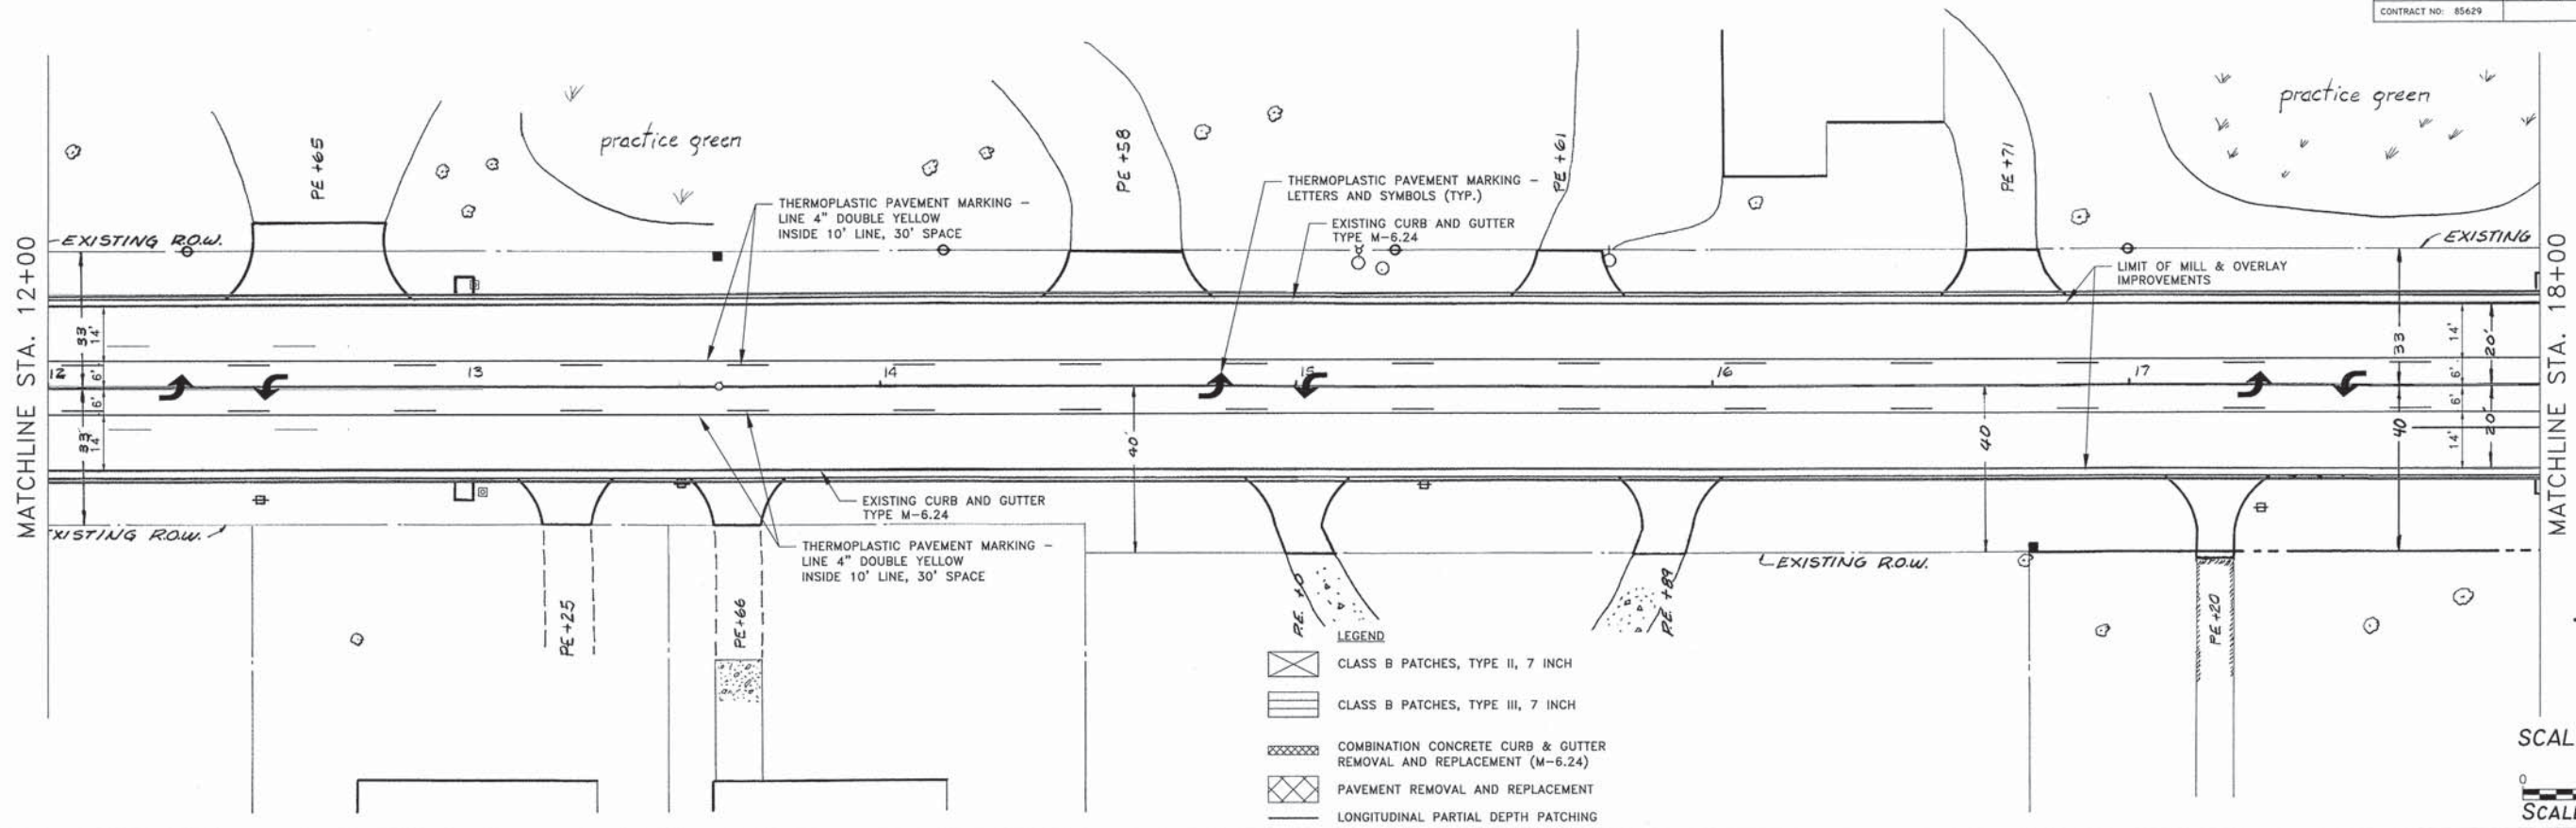 CONTRACT NO: 85629
MATCHLINE STA. 12+00
MATCHLINE STA. 18+00
PE +65
practice green
PE +58
PE +61
PE +71
practice green
THERMOPLASTIC PAVEMENT MARKING -
LINE 4" DOUBLE YELLOW
INSIDE 10' LINE, 30' SPACE
THERMOPLASTIC PAVEMENT MARKING -
LETTERS AND SYMBOLS (TYP.)
EXISTING CURB AND GUTTER
TYPE M-6.24
EXISTING R.O.W.
EXISTING
LIMIT OF MILL & OVERLAY
IMPROVEMENTS
33'
14'
6'
6'
14'
33'
12
13
14
15
16
17
33
14'
6'
6'
14'
20'
20'
40'
40
40
EXISTING CURB AND GUTTER
TYPE M-6.24
XISTING R.O.W.
THERMOPLASTIC PAVEMENT MARKING -
LINE 4" DOUBLE YELLOW
INSIDE 10' LINE, 30' SPACE
EXISTING R.O.W.
PE+25
PE+66
P.E. +0
P.E. +89
PE+20
LEGEND
CLASS B PATCHES, TYPE II, 7 INCH
CLASS B PATCHES, TYPE III, 7 INCH
COMBINATION CONCRETE CURB & GUTTER
REMOVAL AND REPLACEMENT (M-6.24)
PAVEMENT REMOVAL AND REPLACEMENT
LONGITUDINAL PARTIAL DEPTH PATCHING
SCAL
0
SCAL